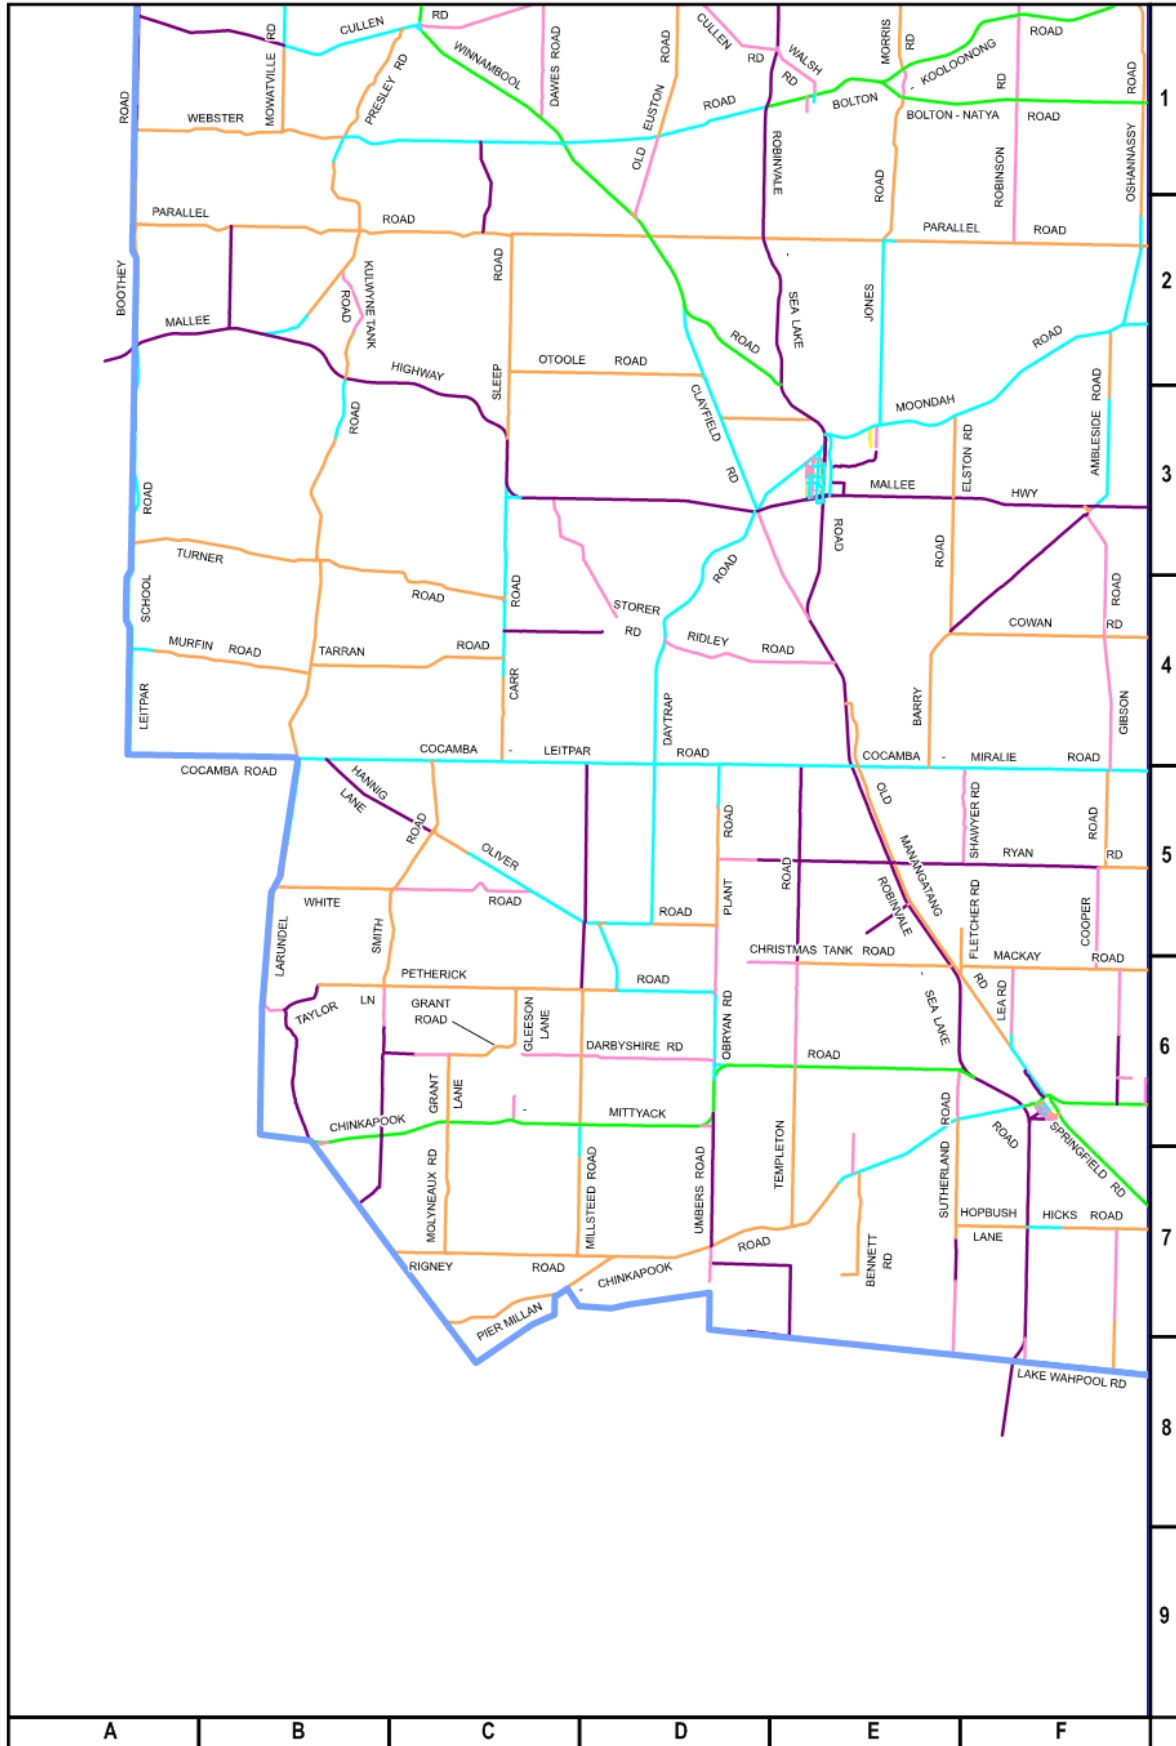 CULLEN
RD
WINNAMBOOL
DAWES ROAD
ROAD
CULLEN
RD
WALSH
RD
MORRIS
RD
KOOLOONONG
-
ROAD
ROAD
MOWATVILLE RD
PRESLEY RD
ROAD
WEBSTER
OLD
EUSTON
ROAD
BOLTON
BOLTON - NATYA
ROAD
RD
ROBINSON
ROBINVALE
-
SEA LAKE
ROAD
OSHANNASSY
1
PARALLEL
ROAD
PARALLEL
ROAD
BOOTHEY
MALLEE
KULWYNE TANK
ROAD
ROAD
HIGHWAY
ROAD
SLEEP
OTOOLE ROAD
ROAD
JONES
ROAD
2
CLAYFIELD
RD
MOONDAH
AMBLESIDE ROAD
ELSTON RD
MALLEE
HWY
3
ROAD
TURNER
ROAD
ROAD
ROAD
ROAD
ROAD
SCHOOL
STORER
RD
RIDLEY
ROAD
ROAD
COWAN
RD
MURFIN ROAD
TARRAN
ROAD
CARR
LEITPAR
DAYTRAP
BARRY
GIBSON
4
COCAMBA
-
LEITPAR
ROAD
COCAMBA
-
MIRALIE
ROAD
COCAMBA ROAD
HANNIG
LANE
ROAD
OLIVER
ROAD
PLANT
ROAD
OLD
MANANGATANG
RD
SHAWYER RD
ROAD
RYAN
RD
5
WHITE
ROAD
ROAD
ROBINVALE
-
SEA LAKE
FLETCHER RD
COOPER
LARUNDEL
SMITH
CHRISTMAS TANK ROAD
MACKAY
ROAD
PETHERICK
ROAD
TAYLOR
LN
GRANT
ROAD
GLEESON
LANE
OBRYAN RD
LEA RD
DARBYSHIRE RD
ROAD
6
GRANT
LANE
CHINKAPOOK
-
MITTYACK
ROAD
ROAD
SPRINGFIELD RD
MOLYNEAUX RD
MILLSTEED ROAD
UMBERS ROAD
TEMPLETON
SUTHERLAND
HOPBUSH
LANE
HICKS ROAD
7
RIGNEY
ROAD
PIER MILLAN
-
CHINKAPOOK
ROAD
BENNETT
RD
LAKE WAHPOOL RD
8
9
A B C D E F